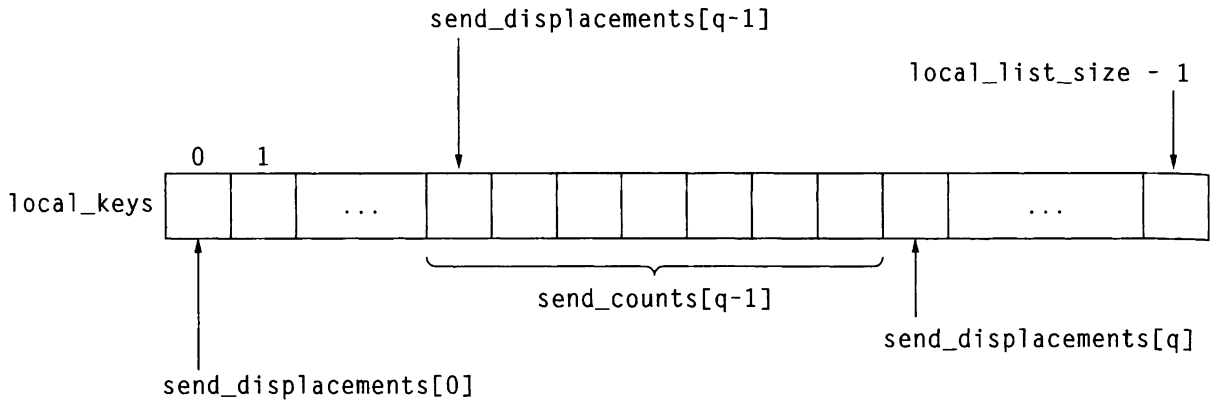 send_displacements[q-1]
local_list_size - 1
0 1
local_keys ... ...
send_counts[q-1]
send_displacements[q]
send_displacements[0]